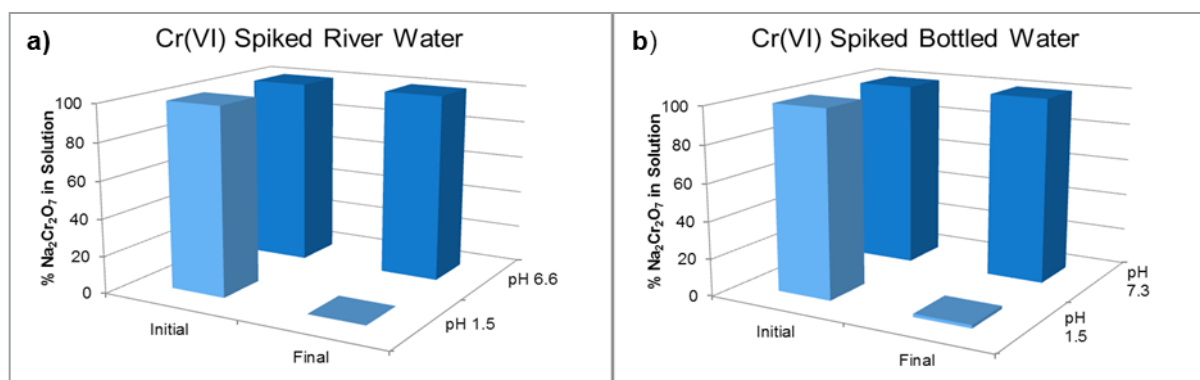 a) Cr(VI) Spiked River Water
% Na₂Cr₂O₇ in Solution
100
80
60
40
20
0
Initial
Final
pH 1.5
pH 6.6
b) Cr(VI) Spiked Bottled Water
% Na₂Cr₂O₇ in Solution
100
80
60
40
20
0
Initial
Final
pH
1.5
pH
7.3